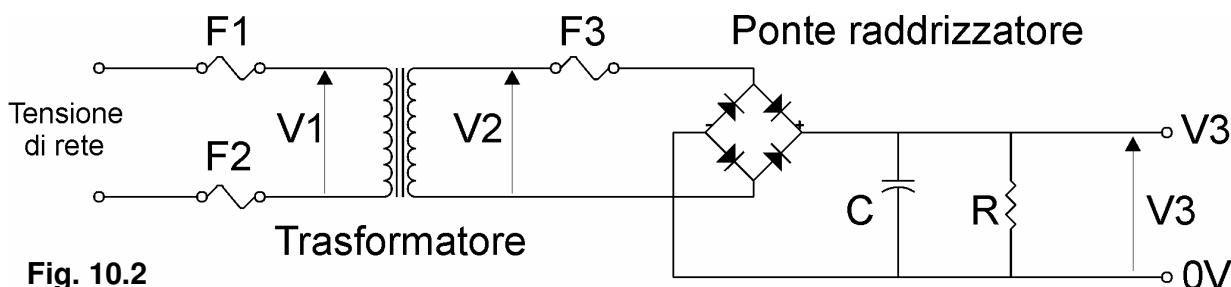 F1
F3
Ponte raddrizzatore
Tensione
di rete
V1
V2
-
+
V3
F2
C
R
V3
Trasformatore
Fig. 10.2
0V